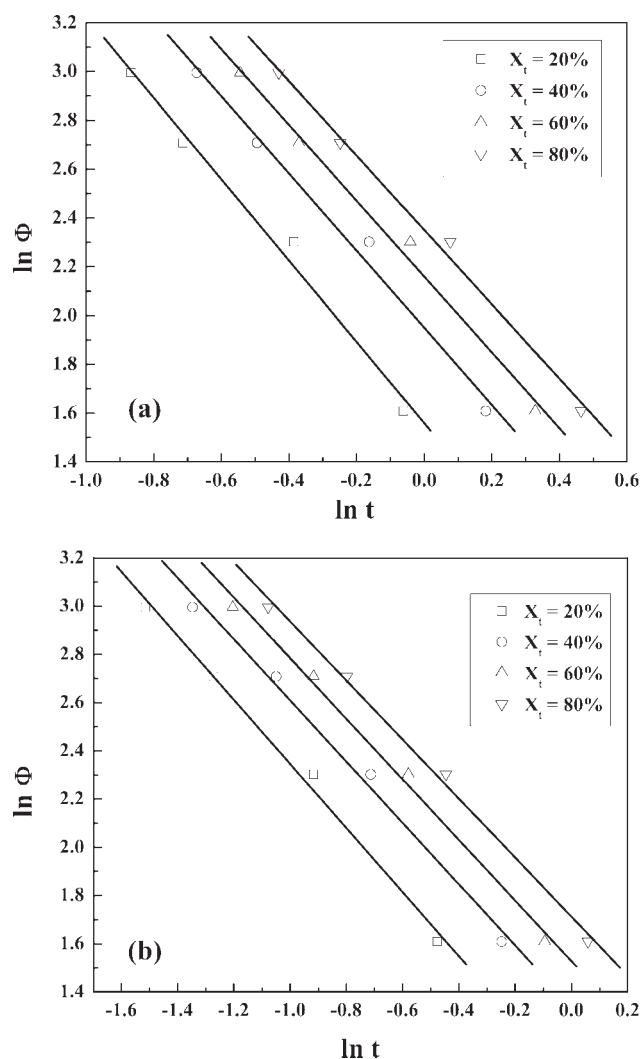 3.2
3.0
2.8
2.6
2.4
2.2
2.0
1.8
1.6
1.4
ln Φ
X_t = 20%
X_t = 40%
X_t = 60%
X_t = 80%
(a)
-1.0 -0.8 -0.6 -0.4 -0.2 0.0 0.2 0.4 0.6
ln t
3.2
3.0
2.8
2.6
2.4
2.2
2.0
1.8
1.6
1.4
ln Φ
X_t = 20%
X_t = 40%
X_t = 60%
X_t = 80%
(b)
-1.6 -1.4 -1.2 -1.0 -0.8 -0.6 -0.4 -0.2 0.0 0.2
ln t